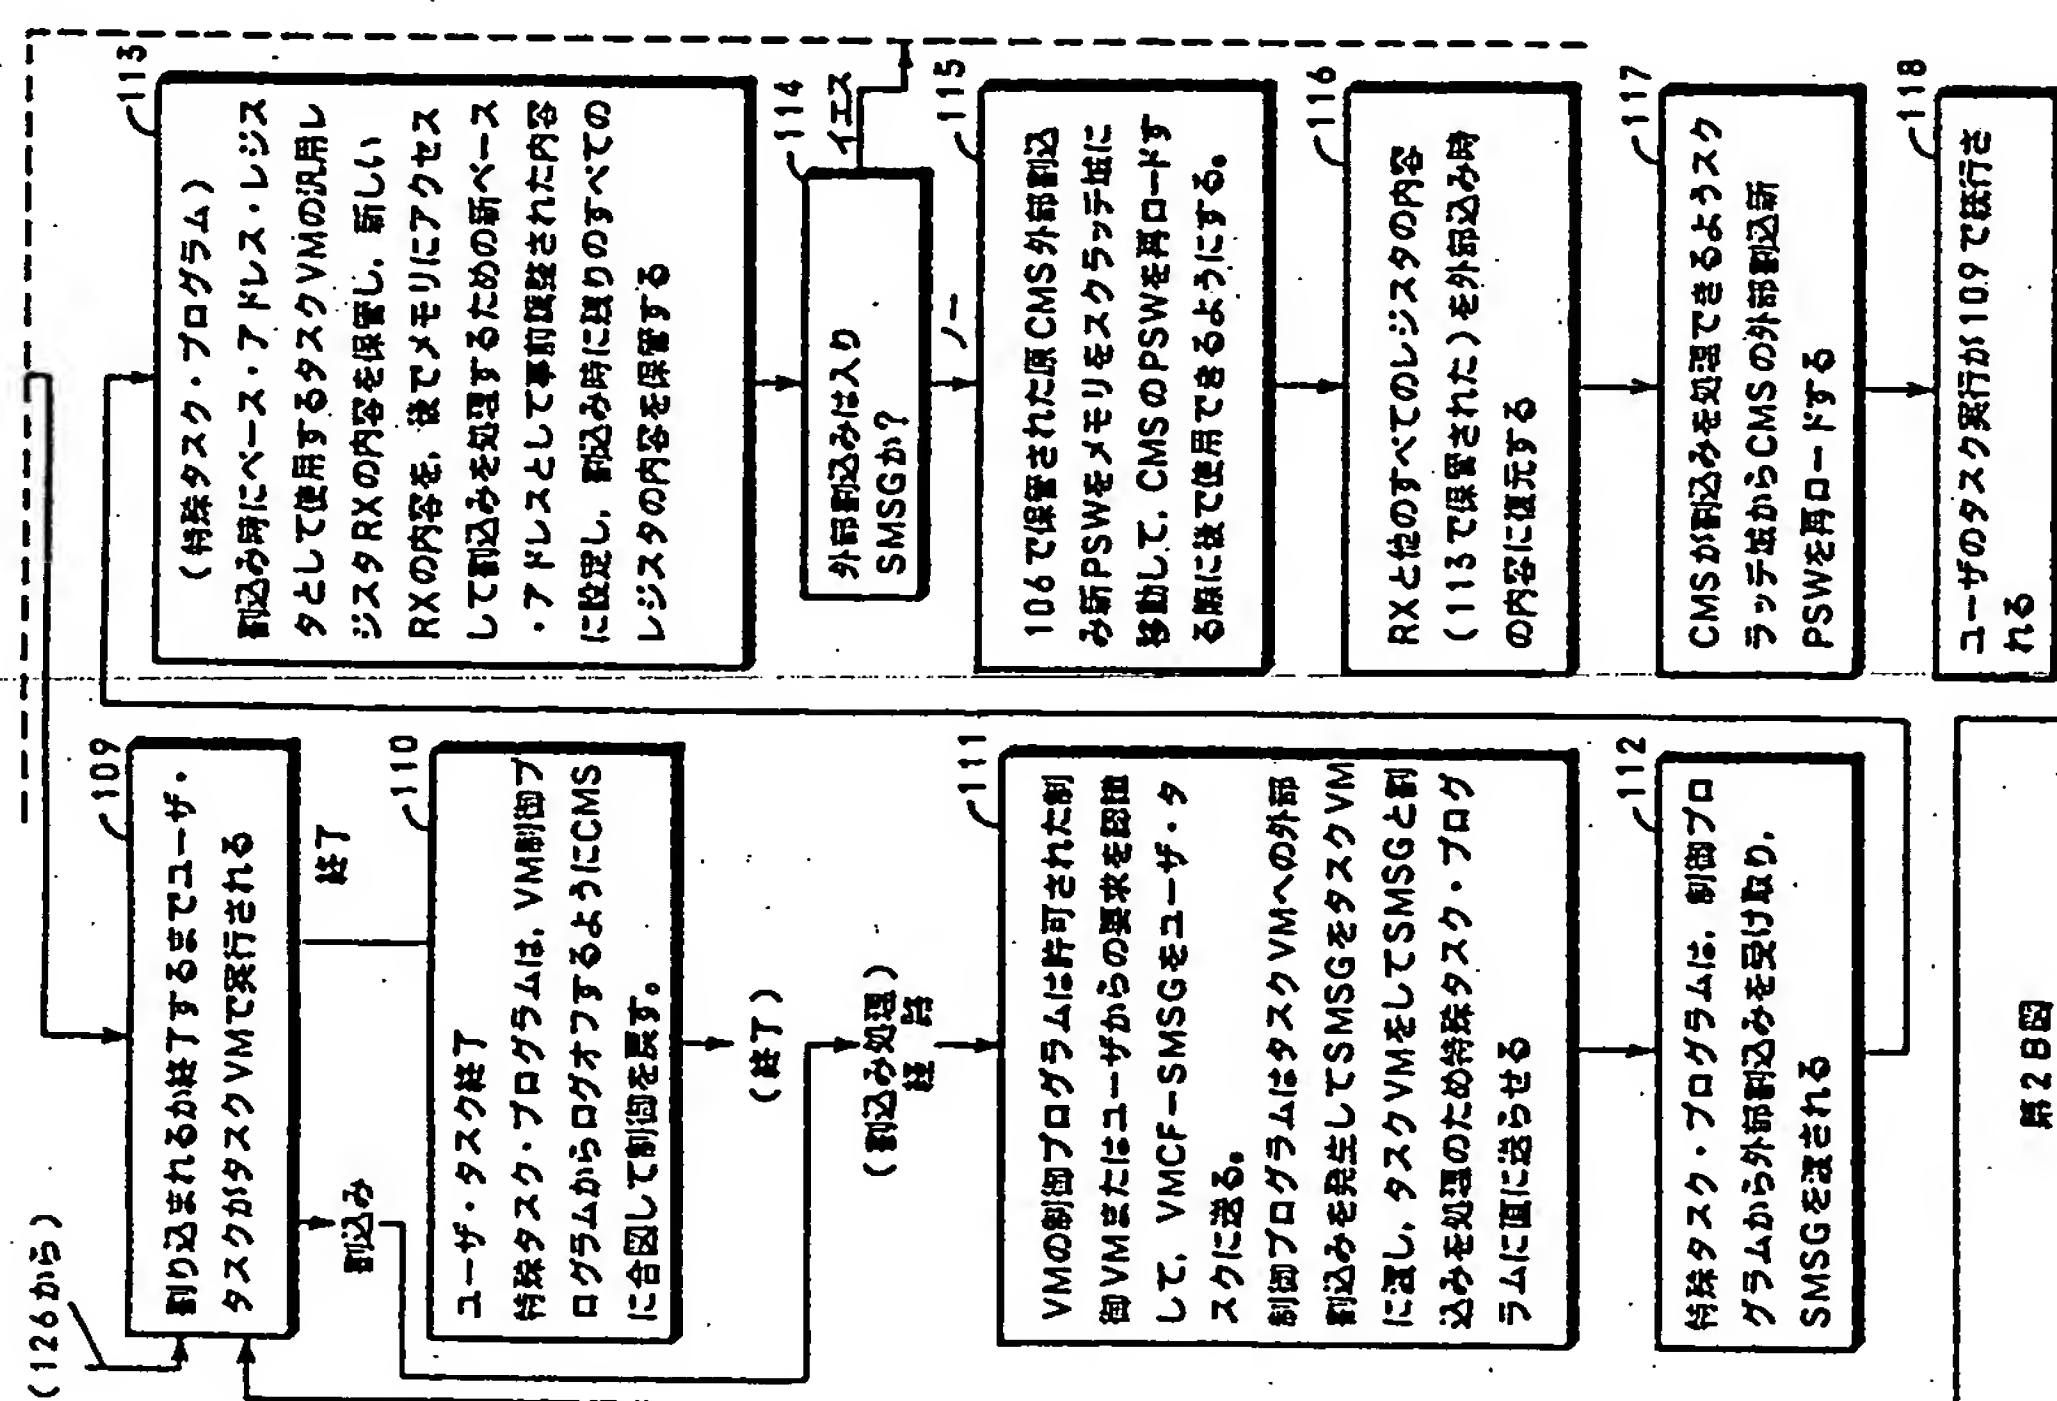 (126から)
109
割り込まれるか終了するまでユーザ・
タスクがタスクVMで実行される
割込み
終了
110
ユーザ・タスク終了
特殊タスク・プログラムは、VM制御プ
ログラムからログオフするようにCMS
に合図して制御を戻す。
(終了)
(割込み処理)
経路
111
VMの制御プログラムは許可された制
御VMまたはユーザからの要求を認識
して、VMCF-SMSGをユーザ・タ
スクに送る。
制御プログラムはタスクVMへの外部
割込みを発生してSMSGをタスクVM
に渡し、タスクVMをしてSMSGと割
込みを処理のため特殊タスク・プログ
ラムに直に送らせる
112
特殊タスク・プログラムは、制御プロ
グラムから外部割込みを受け取り、
SMSGを渡される
113
(特殊タスク・プログラム)
割込み時にベース・アドレス・レジス
タとして使用するタスクVMの汎用レ
ジスタRXの内容を保管し、新しい
RXの内容を、後でメモリにアクセス
して割込みを処理するための新ベース
・アドレスとして事前調整された内容
に設定し、割込み時に残りのすべての
レジスタの内容を保管する
114
外部割込みは入り
SMSGか?
イエス
ノー
115
106で保管された原CMS外部割込
み新PSWをメモリをスクラッチ域に
移動して、CMSのPSWを再ロードす
る際に後で使用できるようにする。
116
RXと他のすべてのレジスタの内容
(113で保管された)を外部込み時
の内容に復元する
117
CMSが割込みを処理できるようスク
ラッチ域からCMSの外部割込新
PSWを再ロードする
118
ユーザのタスク実行が109で続行さ
れる
第2B図